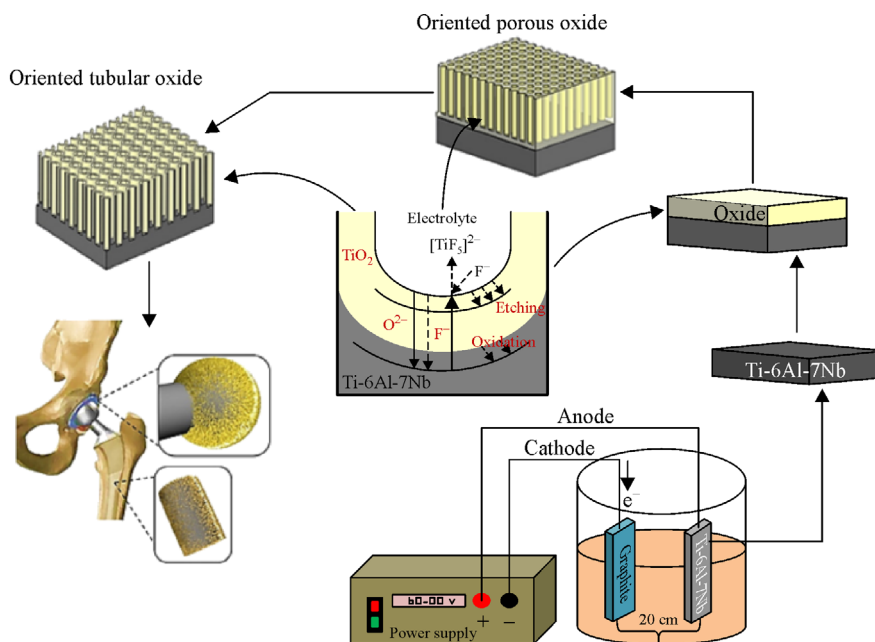 Oriented porous oxide
Oriented tubular oxide
Oxide
Electrolyte
[TiF₅]²⁻
F⁻
TiO₂
Etching
O²⁻
F⁻
Oxidation
Ti-6Al-7Nb
Ti-6Al-7Nb
Anode
Cathode
e⁻
Graphite
Ti-6Al-7Nb
60-00 v
+
−
20 cm
Power supply